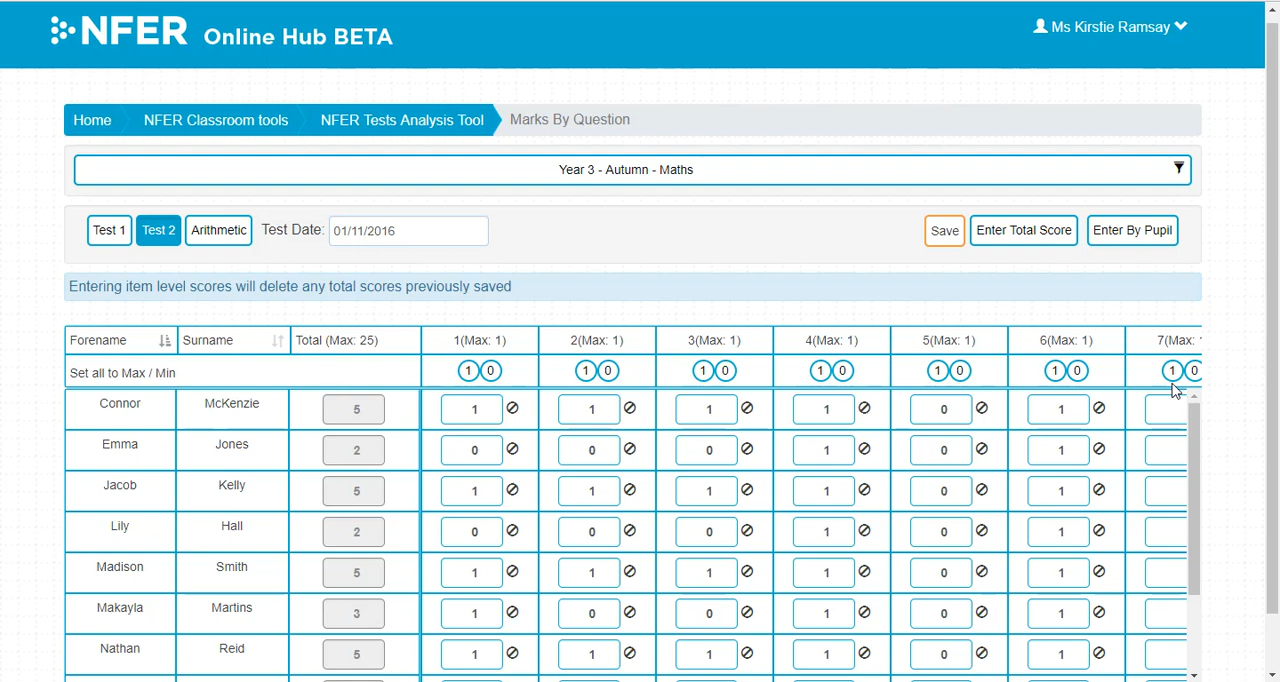 NFER Online Hub BETA
Ms Kirstie Ramsay
Home NFER Classroom tools NFER Tests Analysis Tool Marks By Question
Year 3 - Autumn - Maths
Test 1 Test 2 Arithmetic Test Date: 01/11/2016 Save Enter Total Score Enter By Pupil
Entering item level scores will delete any total scores previously saved
Forename Surname Total (Max: 25) 1(Max: 1) 2(Max: 1) 3(Max: 1) 4(Max: 1) 5(Max: 1) 6(Max: 1) 7(Max:
Set all to Max / Min 1 0 1 0 1 0 1 0 1 0 1 0 1 0
Connor McKenzie 5 1 1 1 1 0 1
Emma Jones 2 0 0 0 1 0 1
Jacob Kelly 5 1 1 1 1 0 1
Lily Hall 2 0 0 0 1 0 1
Madison Smith 5 1 1 1 1 0 1
Makayla Martins 3 1 0 0 1 0 1
Nathan Reid 5 1 1 1 1 0 1